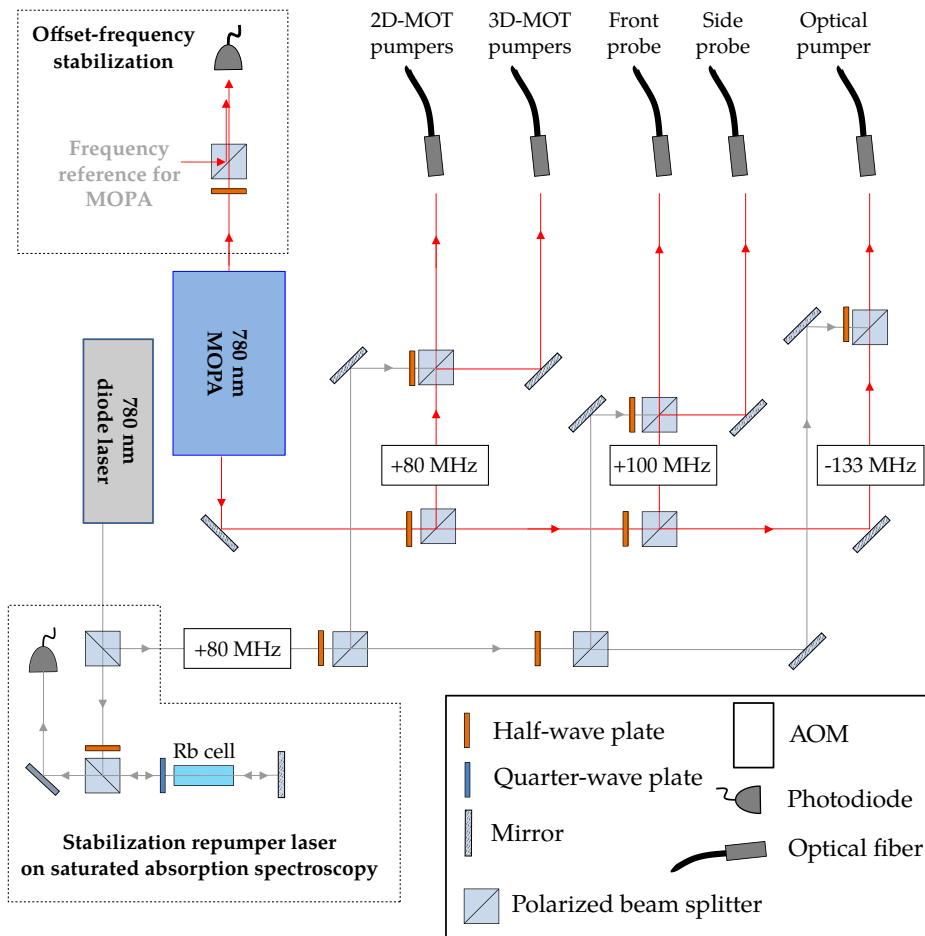 Offset-frequency
stabilization
Frequency
reference for
MOPA
2D-MOT
pumpers
3D-MOT
pumpers
Front
probe
Side
probe
Optical
pumper
780 nm
MOPA
780 nm
diode laser
+80 MHz
+100 MHz
-133 MHz
+80 MHz
Rb cell
Stabilization repumper laser
on saturated absorption spectroscopy
Half-wave plate
Quarter-wave plate
Mirror
Polarized beam splitter
AOM
Photodiode
Optical fiber